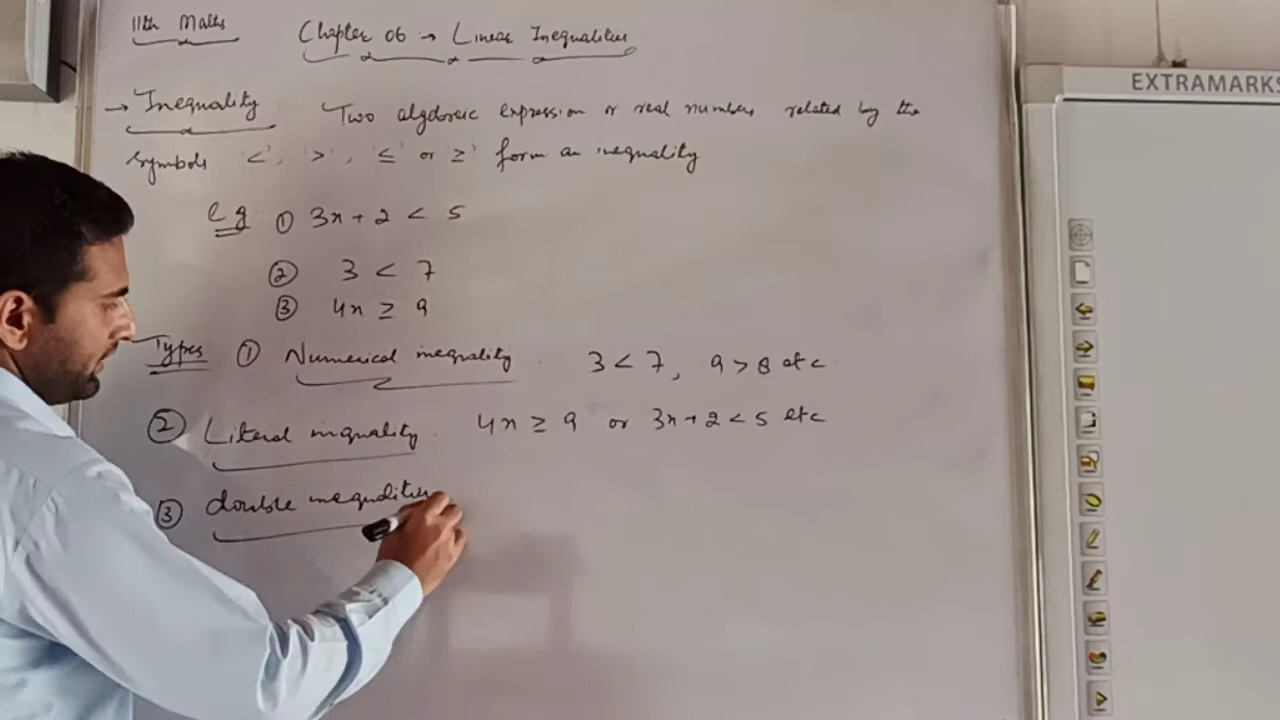 11th Maths Chapter 06 → Linear Inequalities
EXTRAMARKS
→ Inequality Two algebraic expression or real numbers related by the
symbols '<', '>', '≤' or '≥' form an inequality
eg ① 3x + 2 < 5
② 3 < 7
③ 4x ≥ 9
Types ① Numerical inequality : 3 < 7, 9 > 8 etc
② Literal inquality : 4x ≥ 9 or 3x + 2 < 5 etc
③ double inequalities